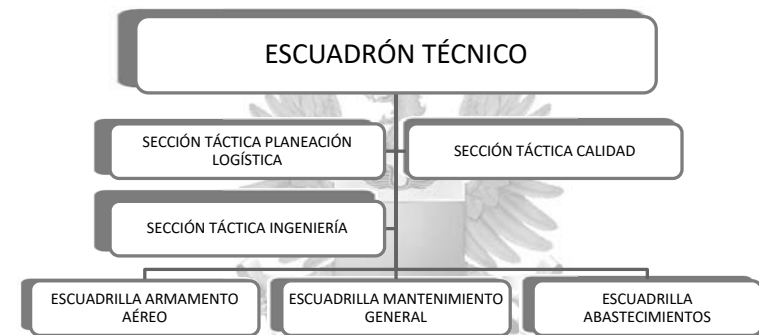 ESCUADRÓN TÉCNICO
SECCIÓN TÁCTICA PLANEACIÓN
LOGÍSTICA
SECCIÓN TÁCTICA CALIDAD
SECCIÓN TÁCTICA INGENIERÍA
ESCUADRILLA ARMAMENTO
AÉREO
ESCUADRILLA MANTENIMIENTO
GENERAL
ESCUADRILLA
ABASTECIMIENTOS